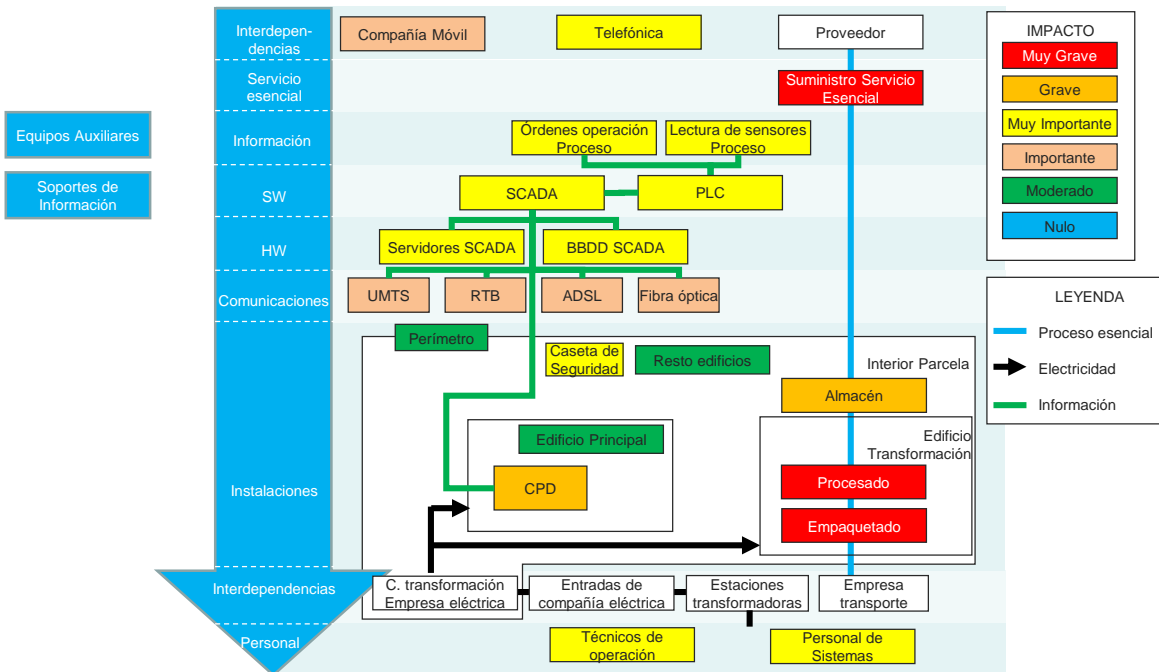 Interdepen-
dencias
Compañía Móvil
Telefónica
Proveedor
IMPACTO
Muy Grave
Grave
Muy Importante
Importante
Moderado
Nulo
Servicio
esencial
Suministro Servicio
Esencial
Equipos Auxiliares
Información
Órdenes operación
Proceso
Lectura de sensores
Proceso
Soportes de
Información
SW
SCADA
PLC
HW
Servidores SCADA
BBDD SCADA
Comunicaciones
UMTS
RTB
ADSL
Fibra óptica
LEYENDA
Proceso esencial
Electricidad
Información
Perímetro
Caseta de
Seguridad
Resto edificios
Interior Parcela
Almacén
Edificio Principal
Edificio
Transformación
Instalaciones
CPD
Procesado
Empaquetado
Interdependencias
C. transformación
Empresa eléctrica
Entradas de
compañía eléctrica
Estaciones
transformadoras
Empresa
transporte
Personal
Técnicos de
operación
Personal de
Sistemas